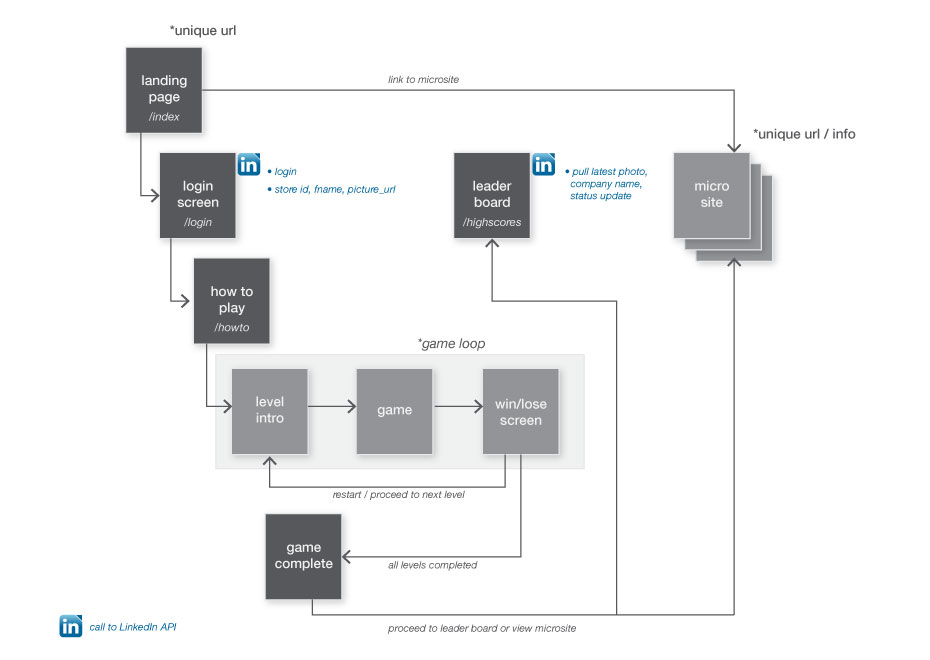 *unique url
landing
page
/index
link to microsite
*unique url / info
login
screen
/login
in
• login
• store id, fname, picture_url
leader
board
/highscores
in
• pull latest photo,
company name,
status update
micro
site
how to
play
/howto
*game loop
level
intro
game
win/lose
screen
restart / proceed to next level
game
complete
all levels completed
in
call to LinkedIn API
proceed to leader board or view microsite